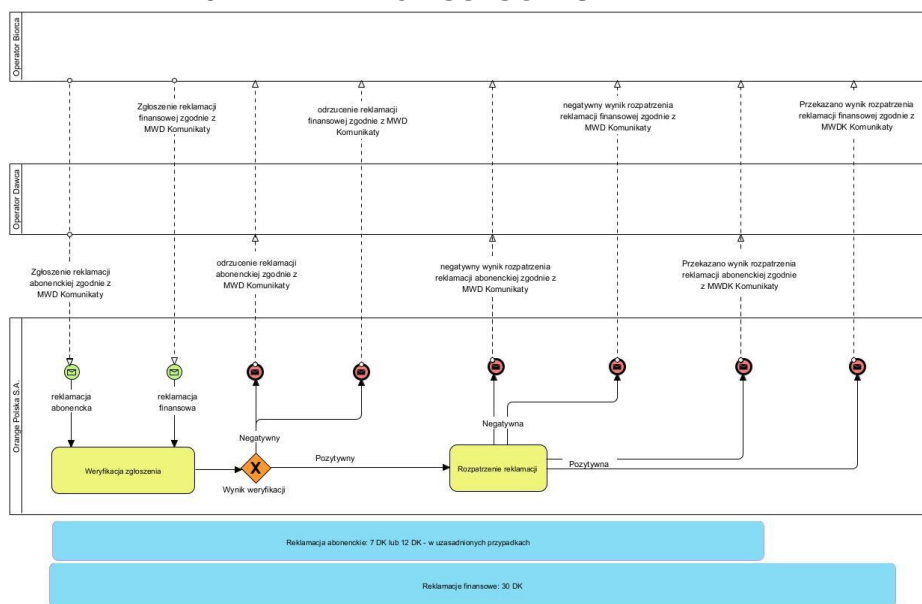 Operator Biorca
Zgłoszenie reklamacji
finansowej zgodnie z
MWD Komunikaty
odrzucenie reklamacji
finansowej zgodnie z MWD
Komunikaty
negatywny wynik rozpatrzenia
reklamacji finansowej zgodnie z
MWD Komunikaty
Przekazano wynik rozpatrzenia
reklamacji finansowej zgodnie z
MWDK Komunikaty
Operator Dawca
Zgłoszenie reklamacji
abonenckiej zgodnie z
MWD Komunikaty
odrzucenie reklamacji
abonenckiej zgodnie z
MWD Komunikaty
negatywny wynik rozpatrzenia
reklamacji abonenckiej zgodnie z
MWD Komunikaty
Przekazano wynik rozpatrzenia
reklamacji abonenckiej zgodnie
z MWDK Komunikaty
Orange Polska S.A.
reklamacja
abonencka
reklamacja
finansowa
Negatywny
Negatywna
Weryfikacja zgłoszenia
X
Wynik weryfikacji
Pozytywny
Rozpatrzenie reklamacji
Pozytywna
Reklamacja abonenckie: 7 DK lub 12 DK - w uzasadnionych przypadkach
Reklamacje finansowe: 30 DK